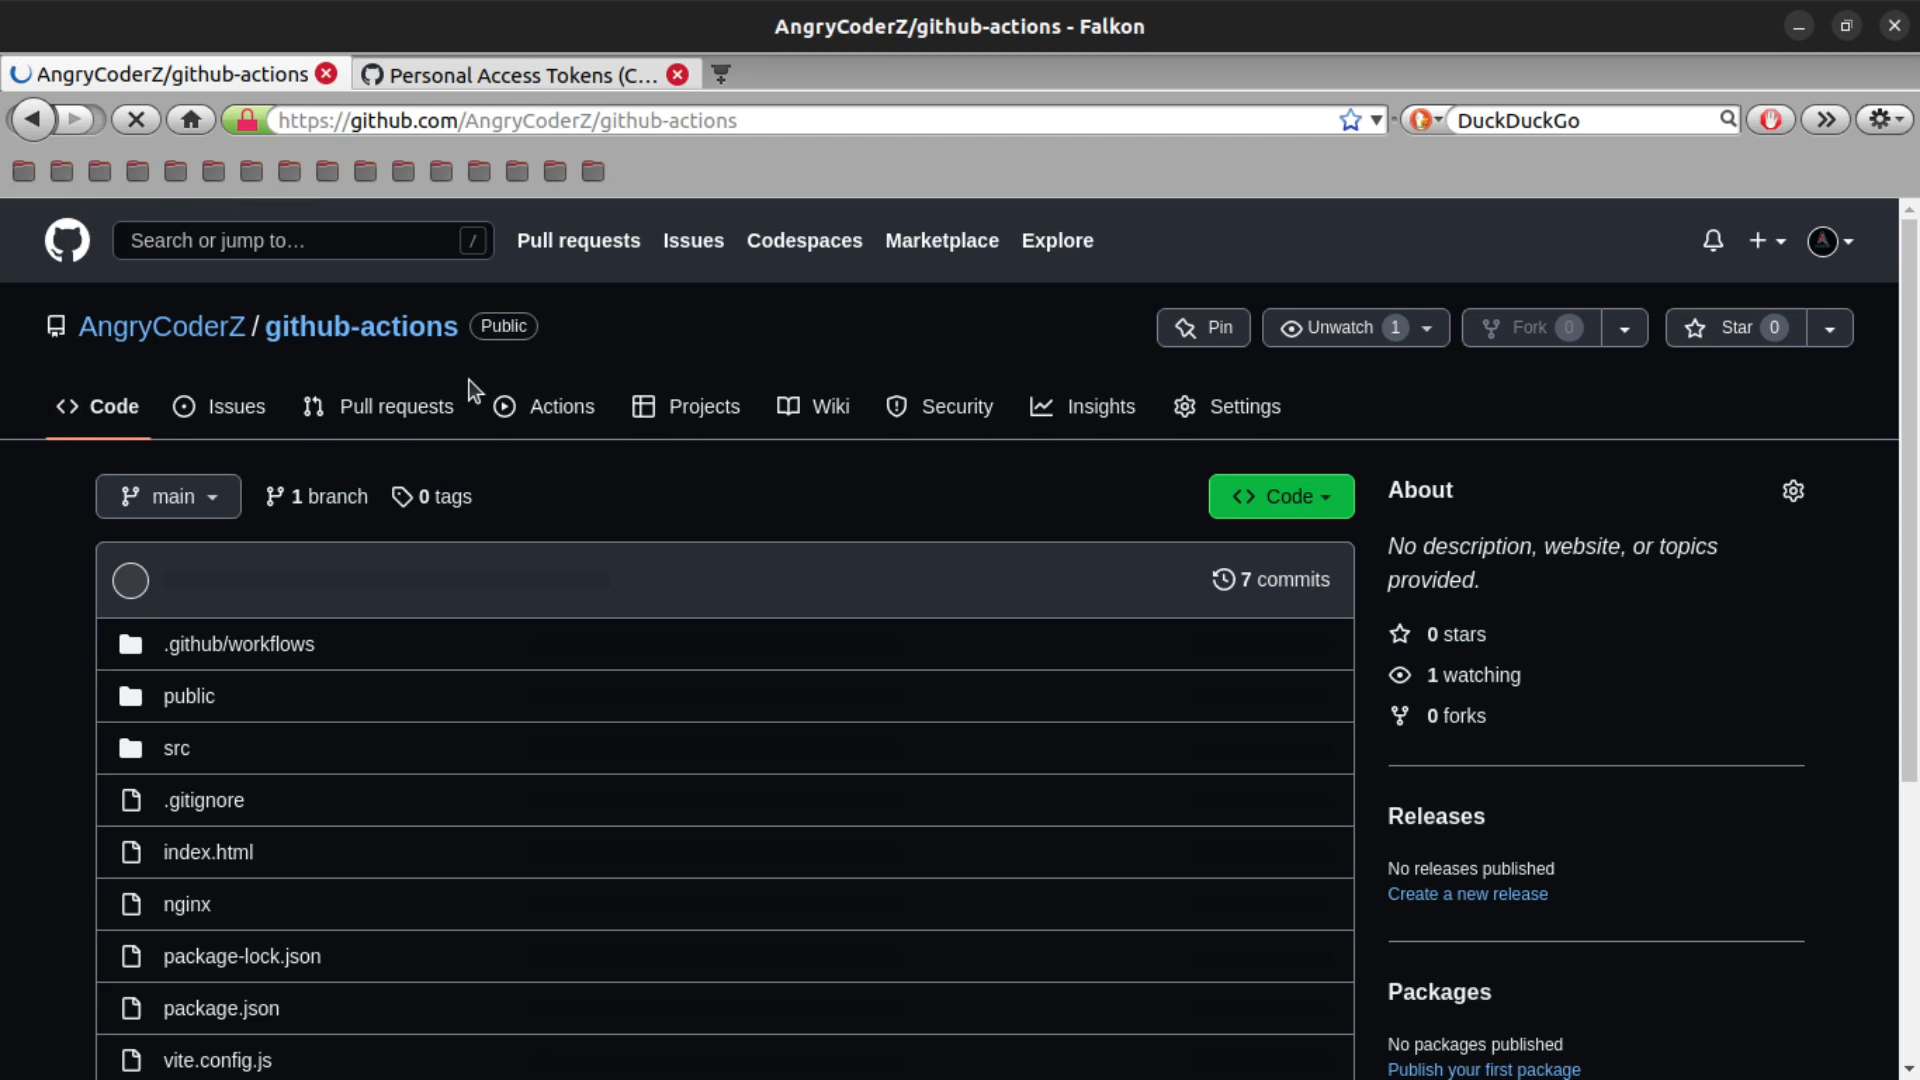 AngryCoderZ/github-actions - Falkon
AngryCoderZ/github-actions
Personal Access Tokens (C...
https://github.com/AngryCoderZ/github-actions
DuckDuckGo
Search or jump to... /
Pull requests Issues Codespaces Marketplace Explore
AngryCoderZ / github-actions Public
Pin
Unwatch 1
Fork 0
Star 0
Code Issues Pull requests Actions Projects Wiki Security Insights Settings
main 1 branch 0 tags
Code
7 commits
.github/workflows
public
src
.gitignore
index.html
nginx
package-lock.json
package.json
vite.config.js
About
No description, website, or topics
provided.
0 stars
1 watching
0 forks
Releases
No releases published
Create a new release
Packages
No packages published
Publish your first package